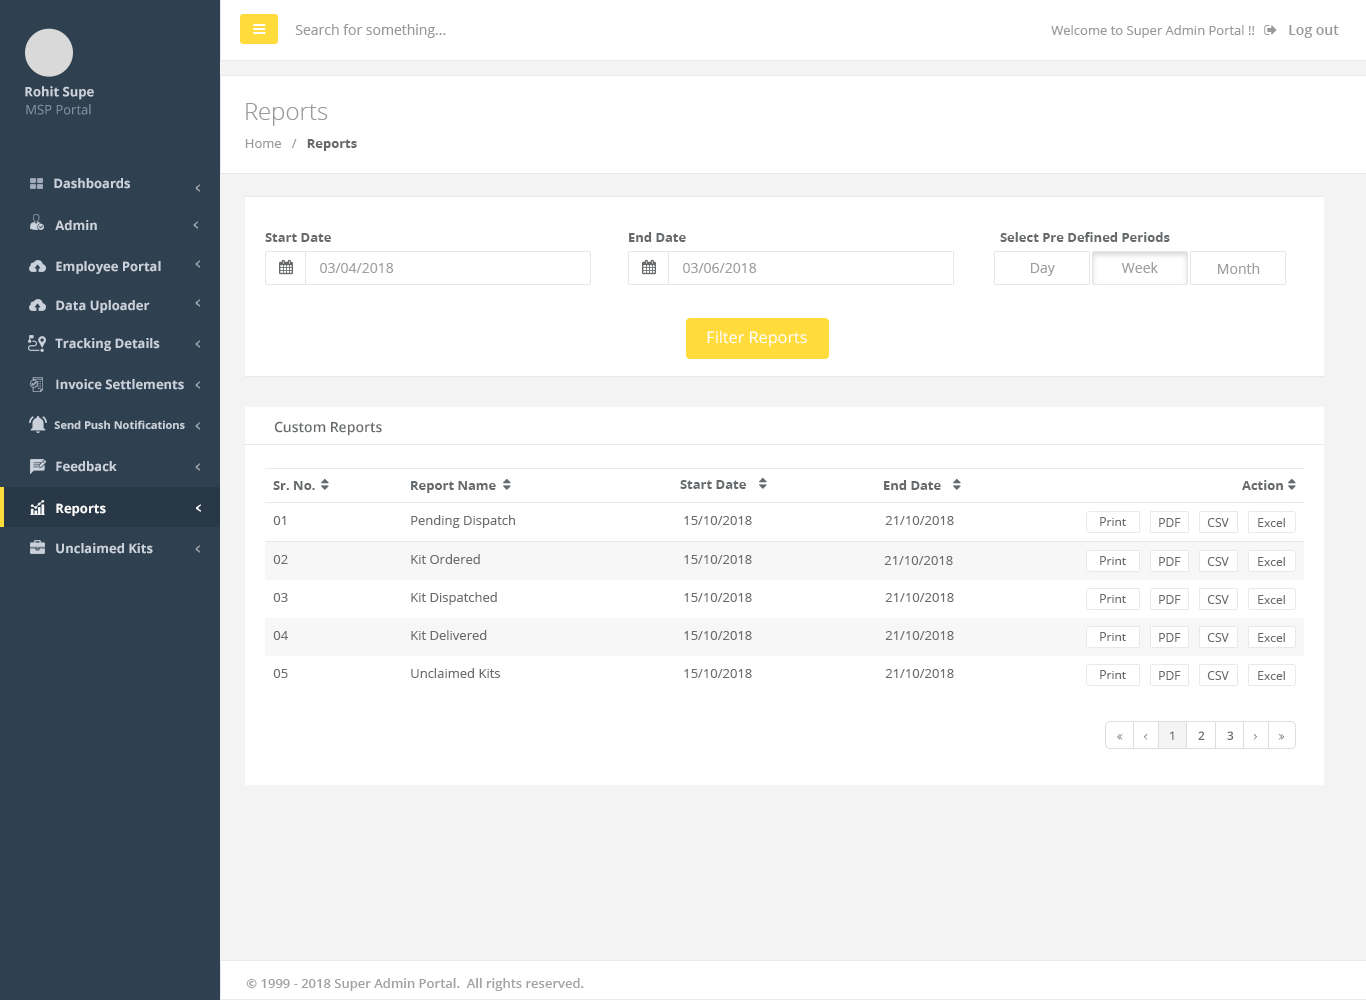 Search for something...
Welcome to Super Admin Portal !! Log out
Rohit Supe
MSP Portal
Dashboards
Admin
Employee Portal
Data Uploader
Tracking Details
Invoice Settlements
Send Push Notifications
Feedback
Reports
Unclaimed Kits
Reports
Home / Reports
Start Date End Date Select Pre Defined Periods
03/04/2018 03/06/2018 Day Week Month
Filter Reports
Custom Reports
Sr. No. Report Name Start Date End Date Action
01 Pending Dispatch 15/10/2018 21/10/2018 Print PDF CSV Excel
02 Kit Ordered 15/10/2018 21/10/2018 Print PDF CSV Excel
03 Kit Dispatched 15/10/2018 21/10/2018 Print PDF CSV Excel
04 Kit Delivered 15/10/2018 21/10/2018 Print PDF CSV Excel
05 Unclaimed Kits 15/10/2018 21/10/2018 Print PDF CSV Excel
« ‹ 1 2 3 › »
© 1999 - 2018 Super Admin Portal. All rights reserved.